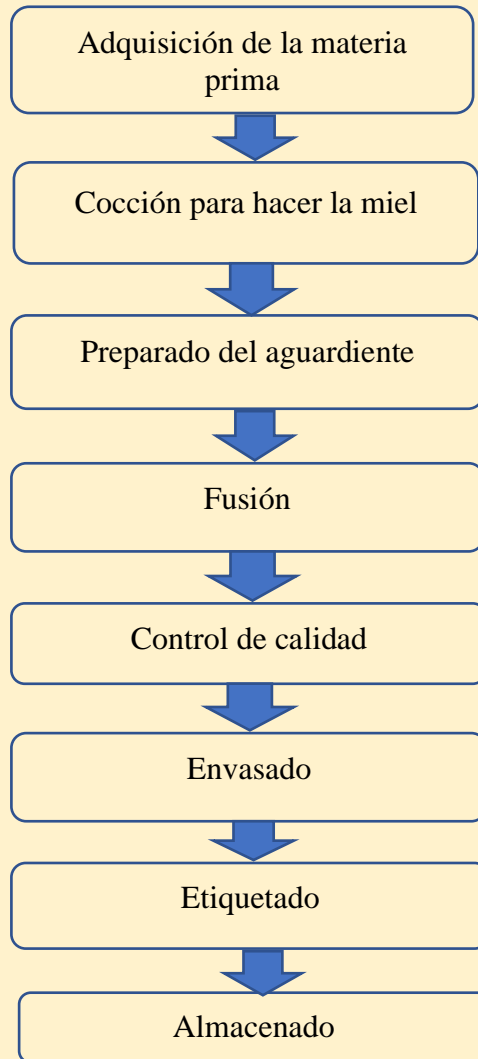 Adquisición de la materia
prima
Cocción para hacer la miel
Preparado del aguardiente
Fusión
Control de calidad
Envasado
Etiquetado
Almacenado